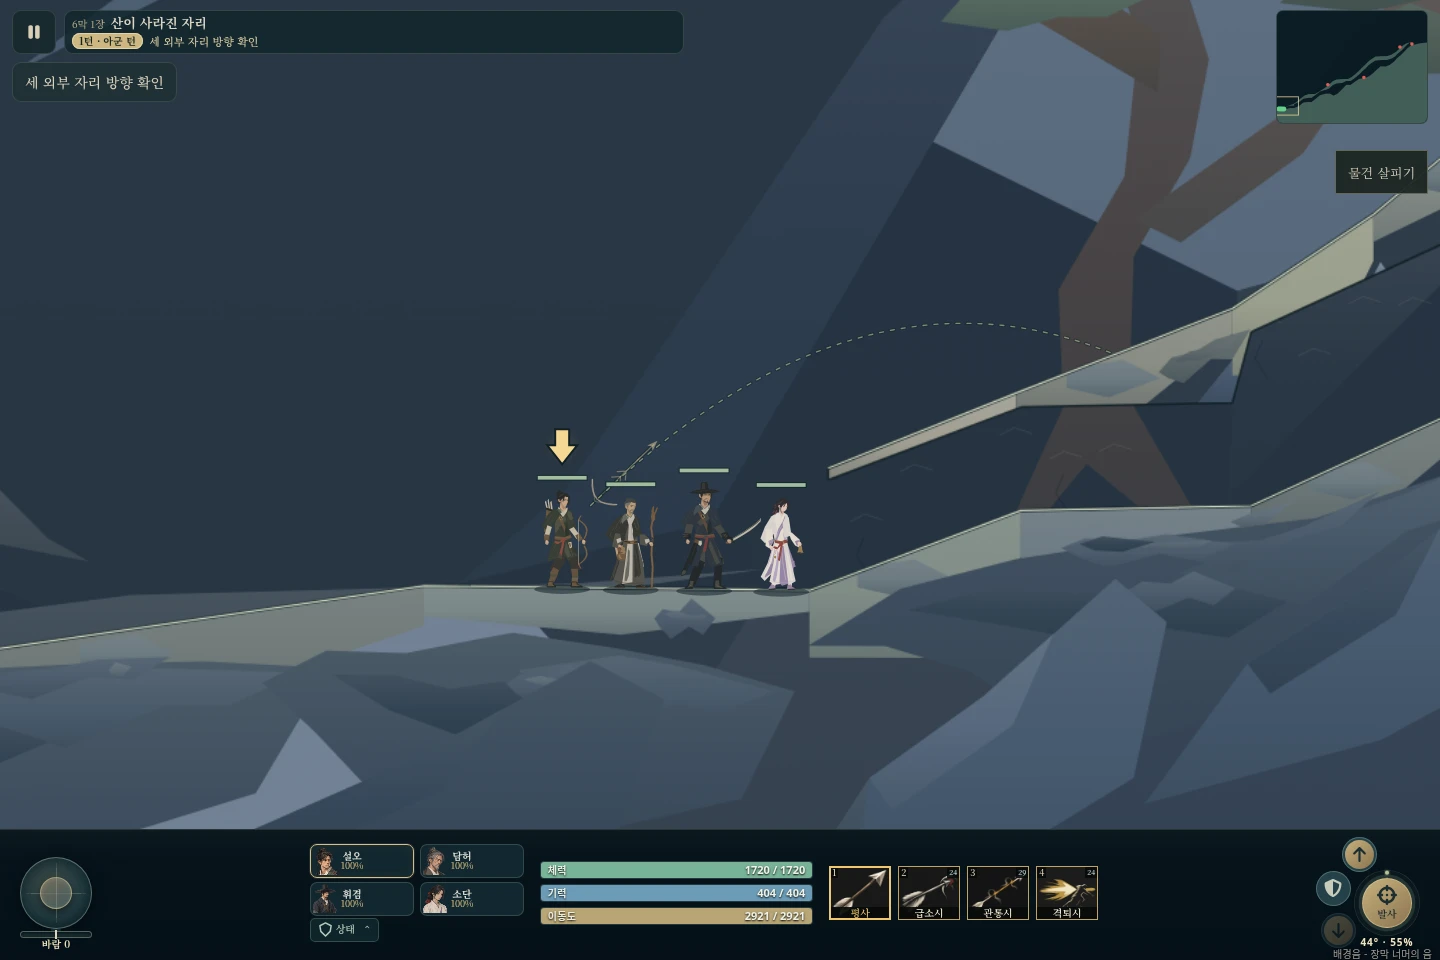 6막 1장 산이 사라진 자리
1턴 · 아군 턴 세 외부 자리 방향 확인
세 외부 자리 방향 확인
물건 살피기
설오
100%
담허
100%
휘겸
100%
소단
100%
상태
체력 1720 / 1720
기력 404 / 404
이동도 2921 / 2921
1
평사
2 24
급소시
3 29
관통시
4 24
격퇴시
바람 0
발사
44° · 55%
배경음 - 장막 너머의 음